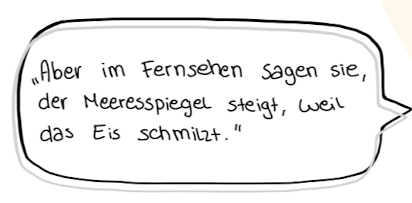 „Aber im Fernsehen sagen sie,
der Meeresspiegel steigt, weil
das Eis schmilzt."